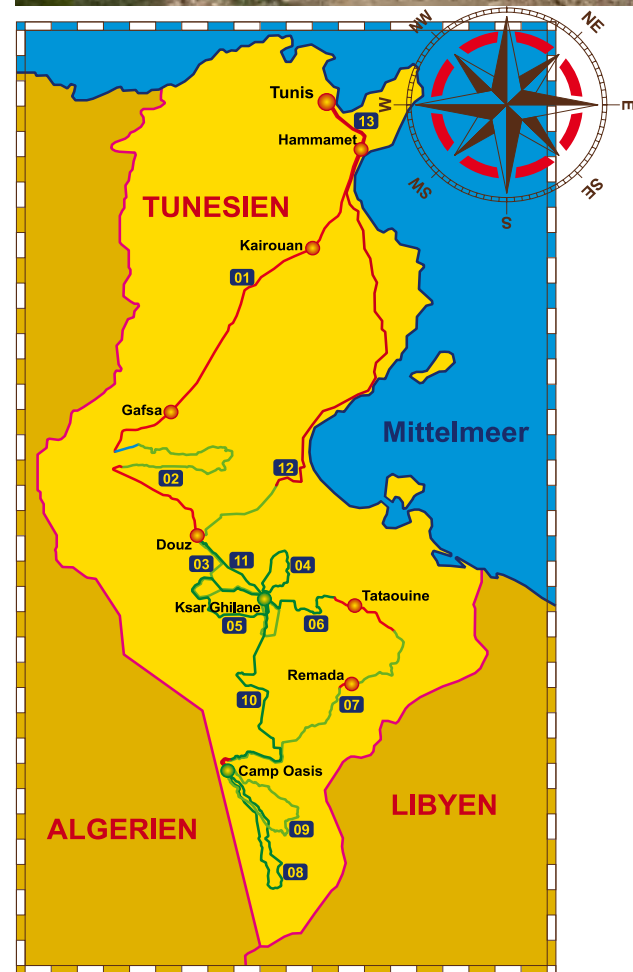 NW
NE
W
E
SW
SE
S
Tunis
13
Hammamet
TUNESIEN
Kairouan
01
Gafsa
Mittelmeer
02
12
Douz
03
11
04
Ksar Ghilane
05
06
Tataouine
Remada
07
10
Camp Oasis
LIBYEN
ALGERIEN
09
08